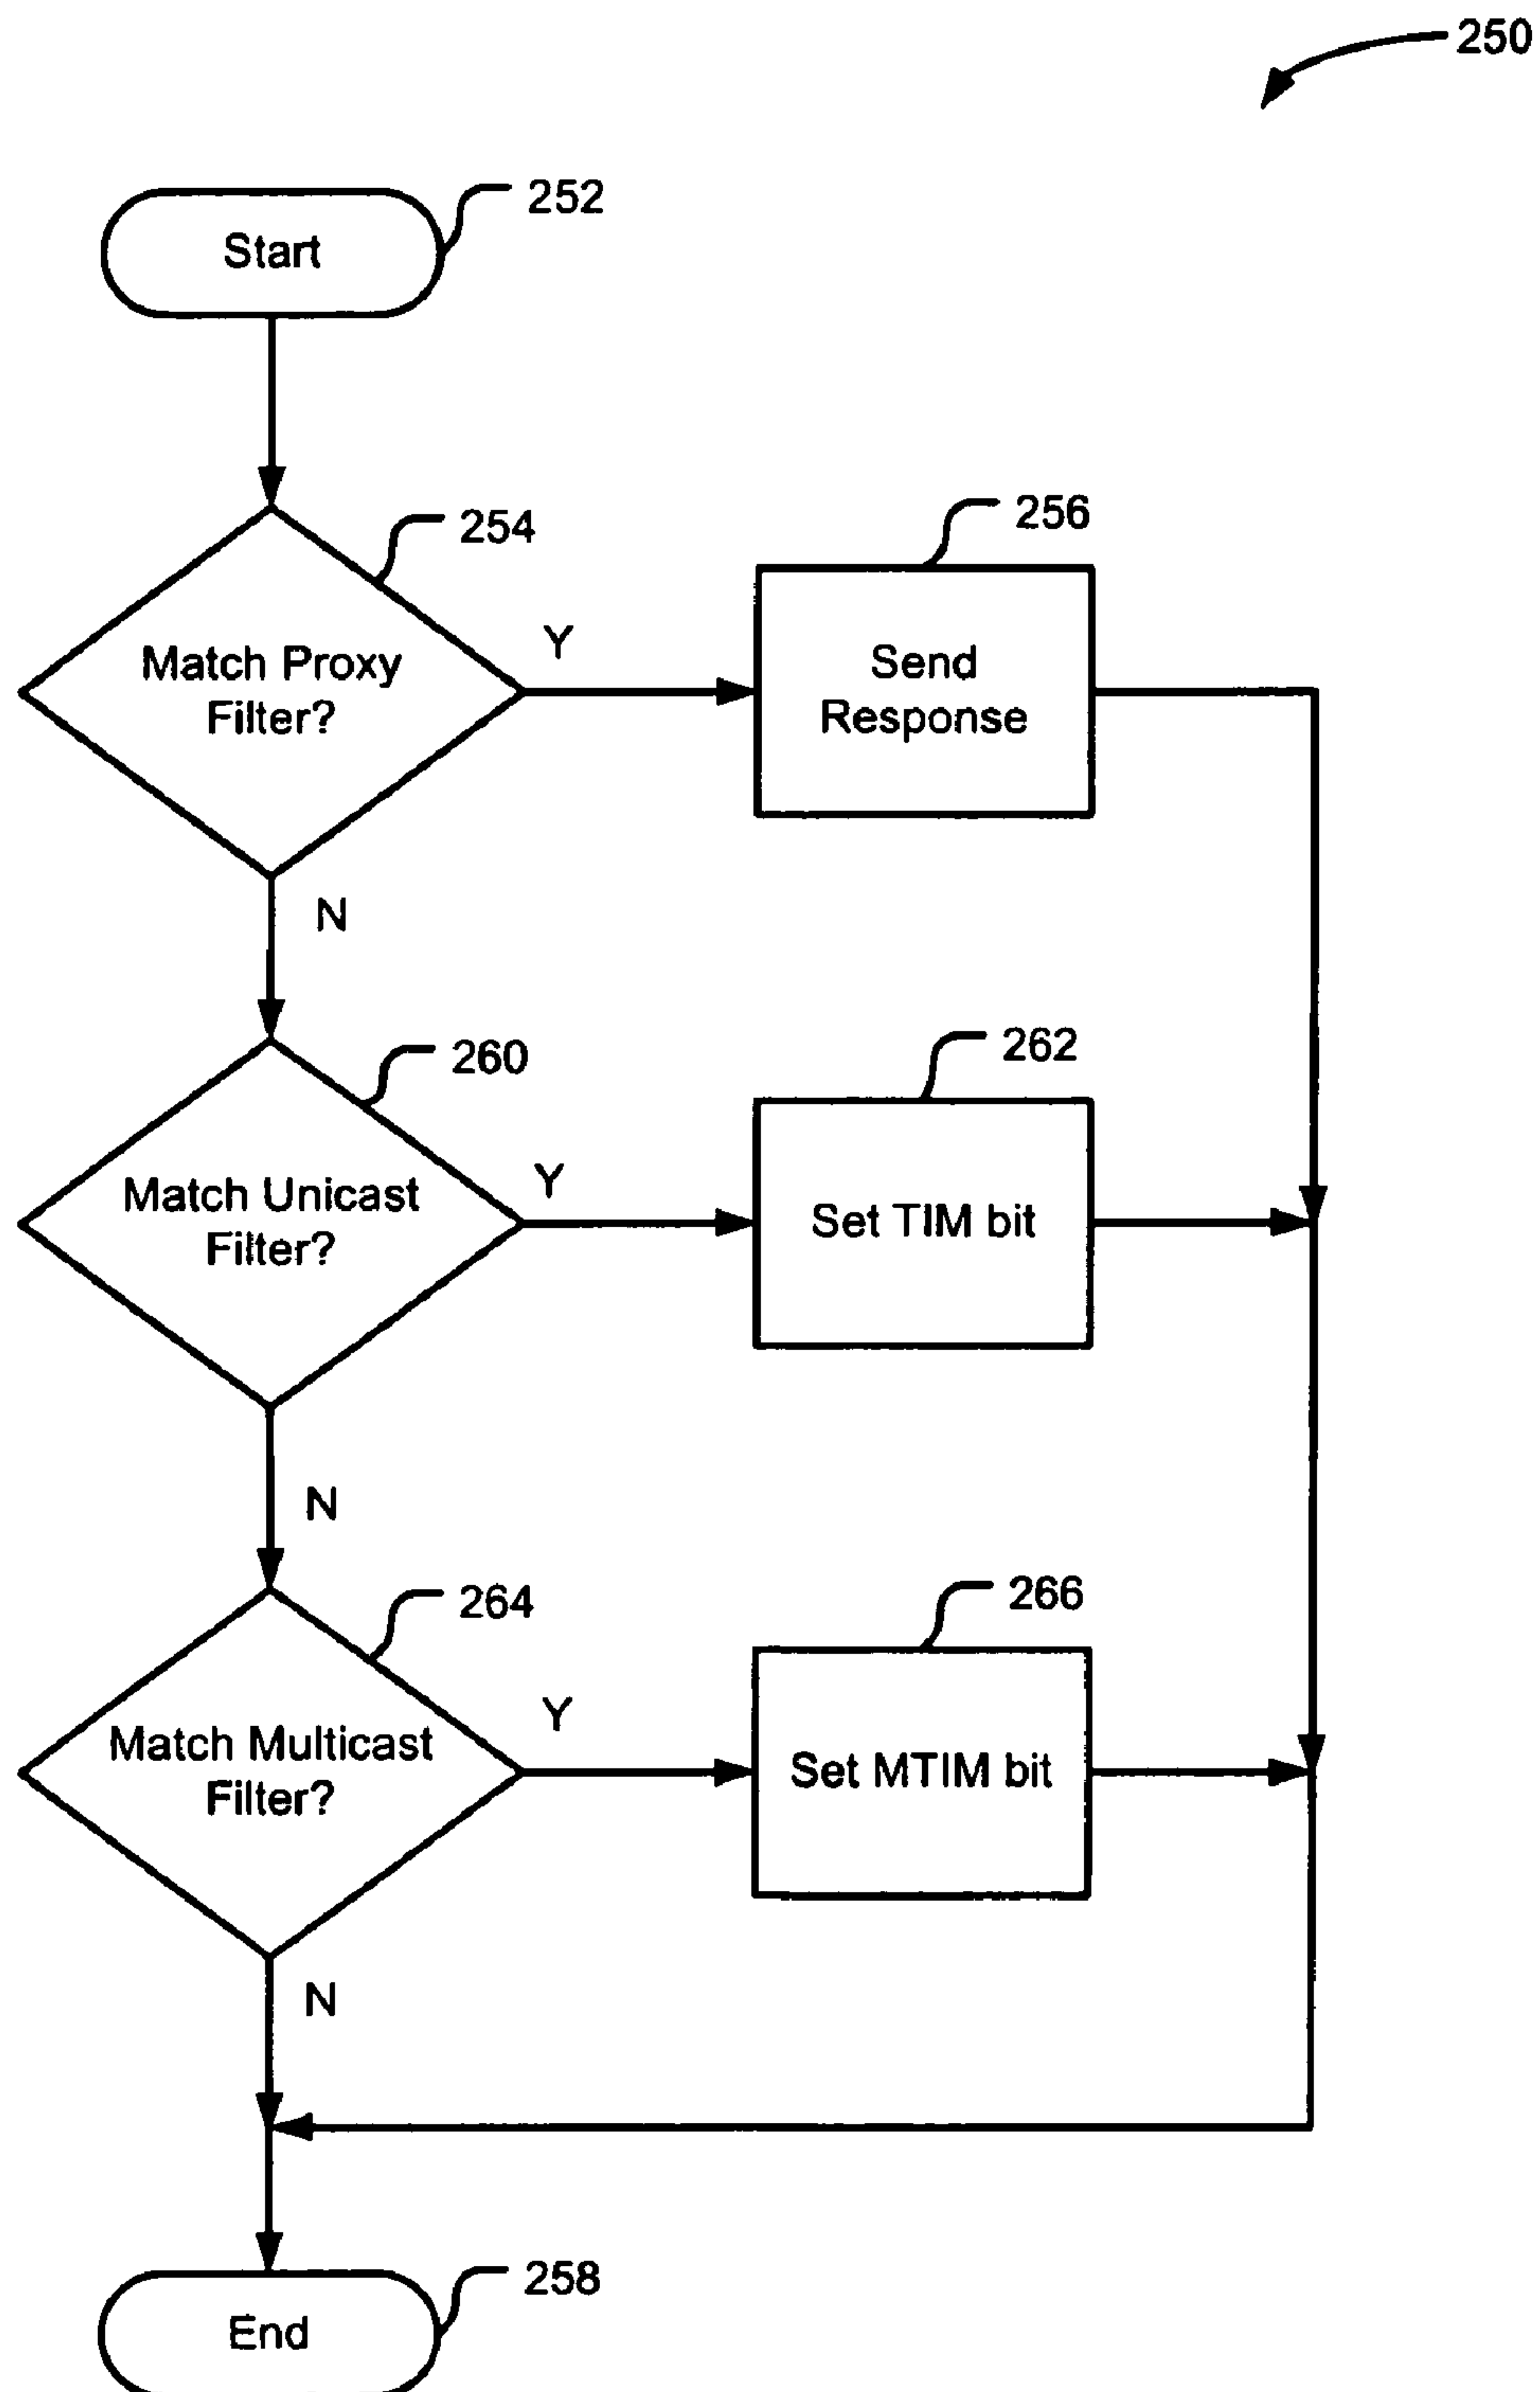 250
252
Start
254
256
Match Proxy
Filter?
Y
Send
Response
N
260
262
Match Unicast
Filter?
Y
Set TIM bit
N
264
266
Match Multicast
Filter?
Y
Set MTIM bit
N
258
End